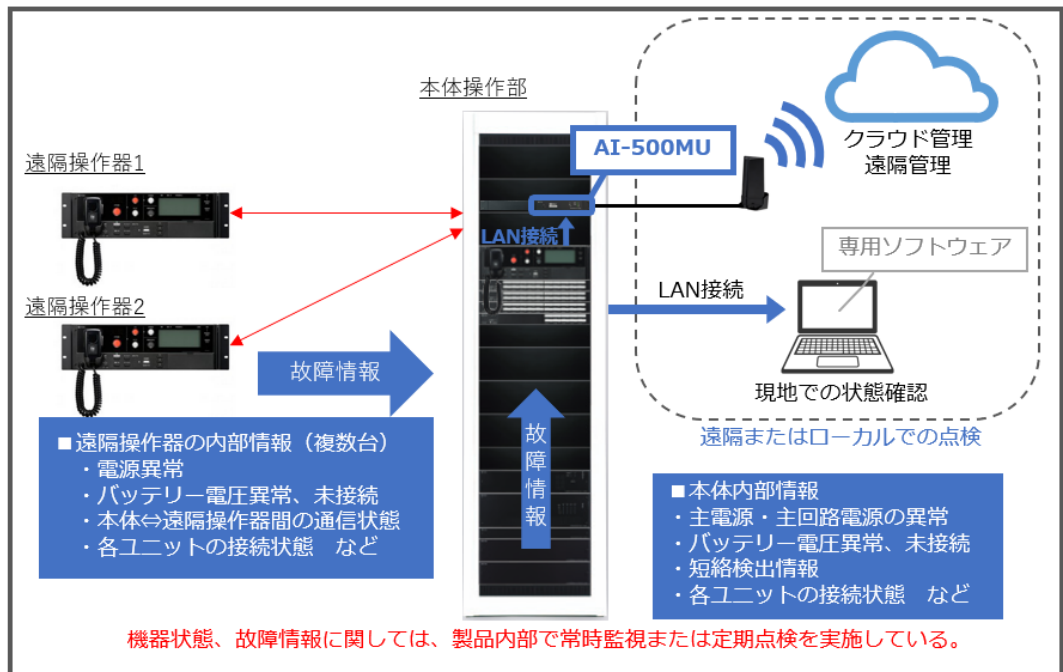 本体操作部
遠隔操作器1
遠隔操作器2
AI-500MU
LAN接続
クラウド管理
遠隔管理
専用ソフトウェア
LAN接続
現地での状態確認
遠隔またはローカルでの点検
故障情報
故障情報
■遠隔操作器の内部情報（複数台）
・電源異常
・バッテリー電圧異常、未接続
・本体⇔遠隔操作器間の通信状態
・各ユニットの接続状態　など
■本体内部情報
・主電源・主回路電源の異常
・バッテリー電圧異常、未接続
・短絡検出情報
・各ユニットの接続状態　など
機器状態、故障情報に関しては、製品内部で常時監視または定期点検を実施している。